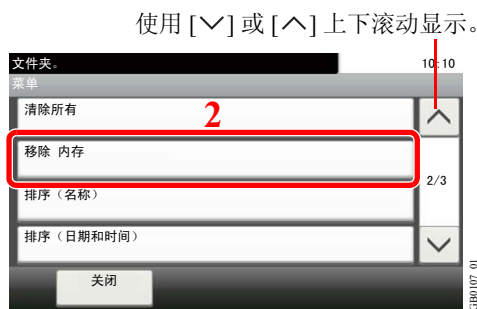 使用 [∨] 或 [∧] 上下滚动显示。
文件夹。 10:10
菜单
清除所有 2
移除 内存
2/3
排序（名称）
排序（日期和时间）
关闭
GB0107_01